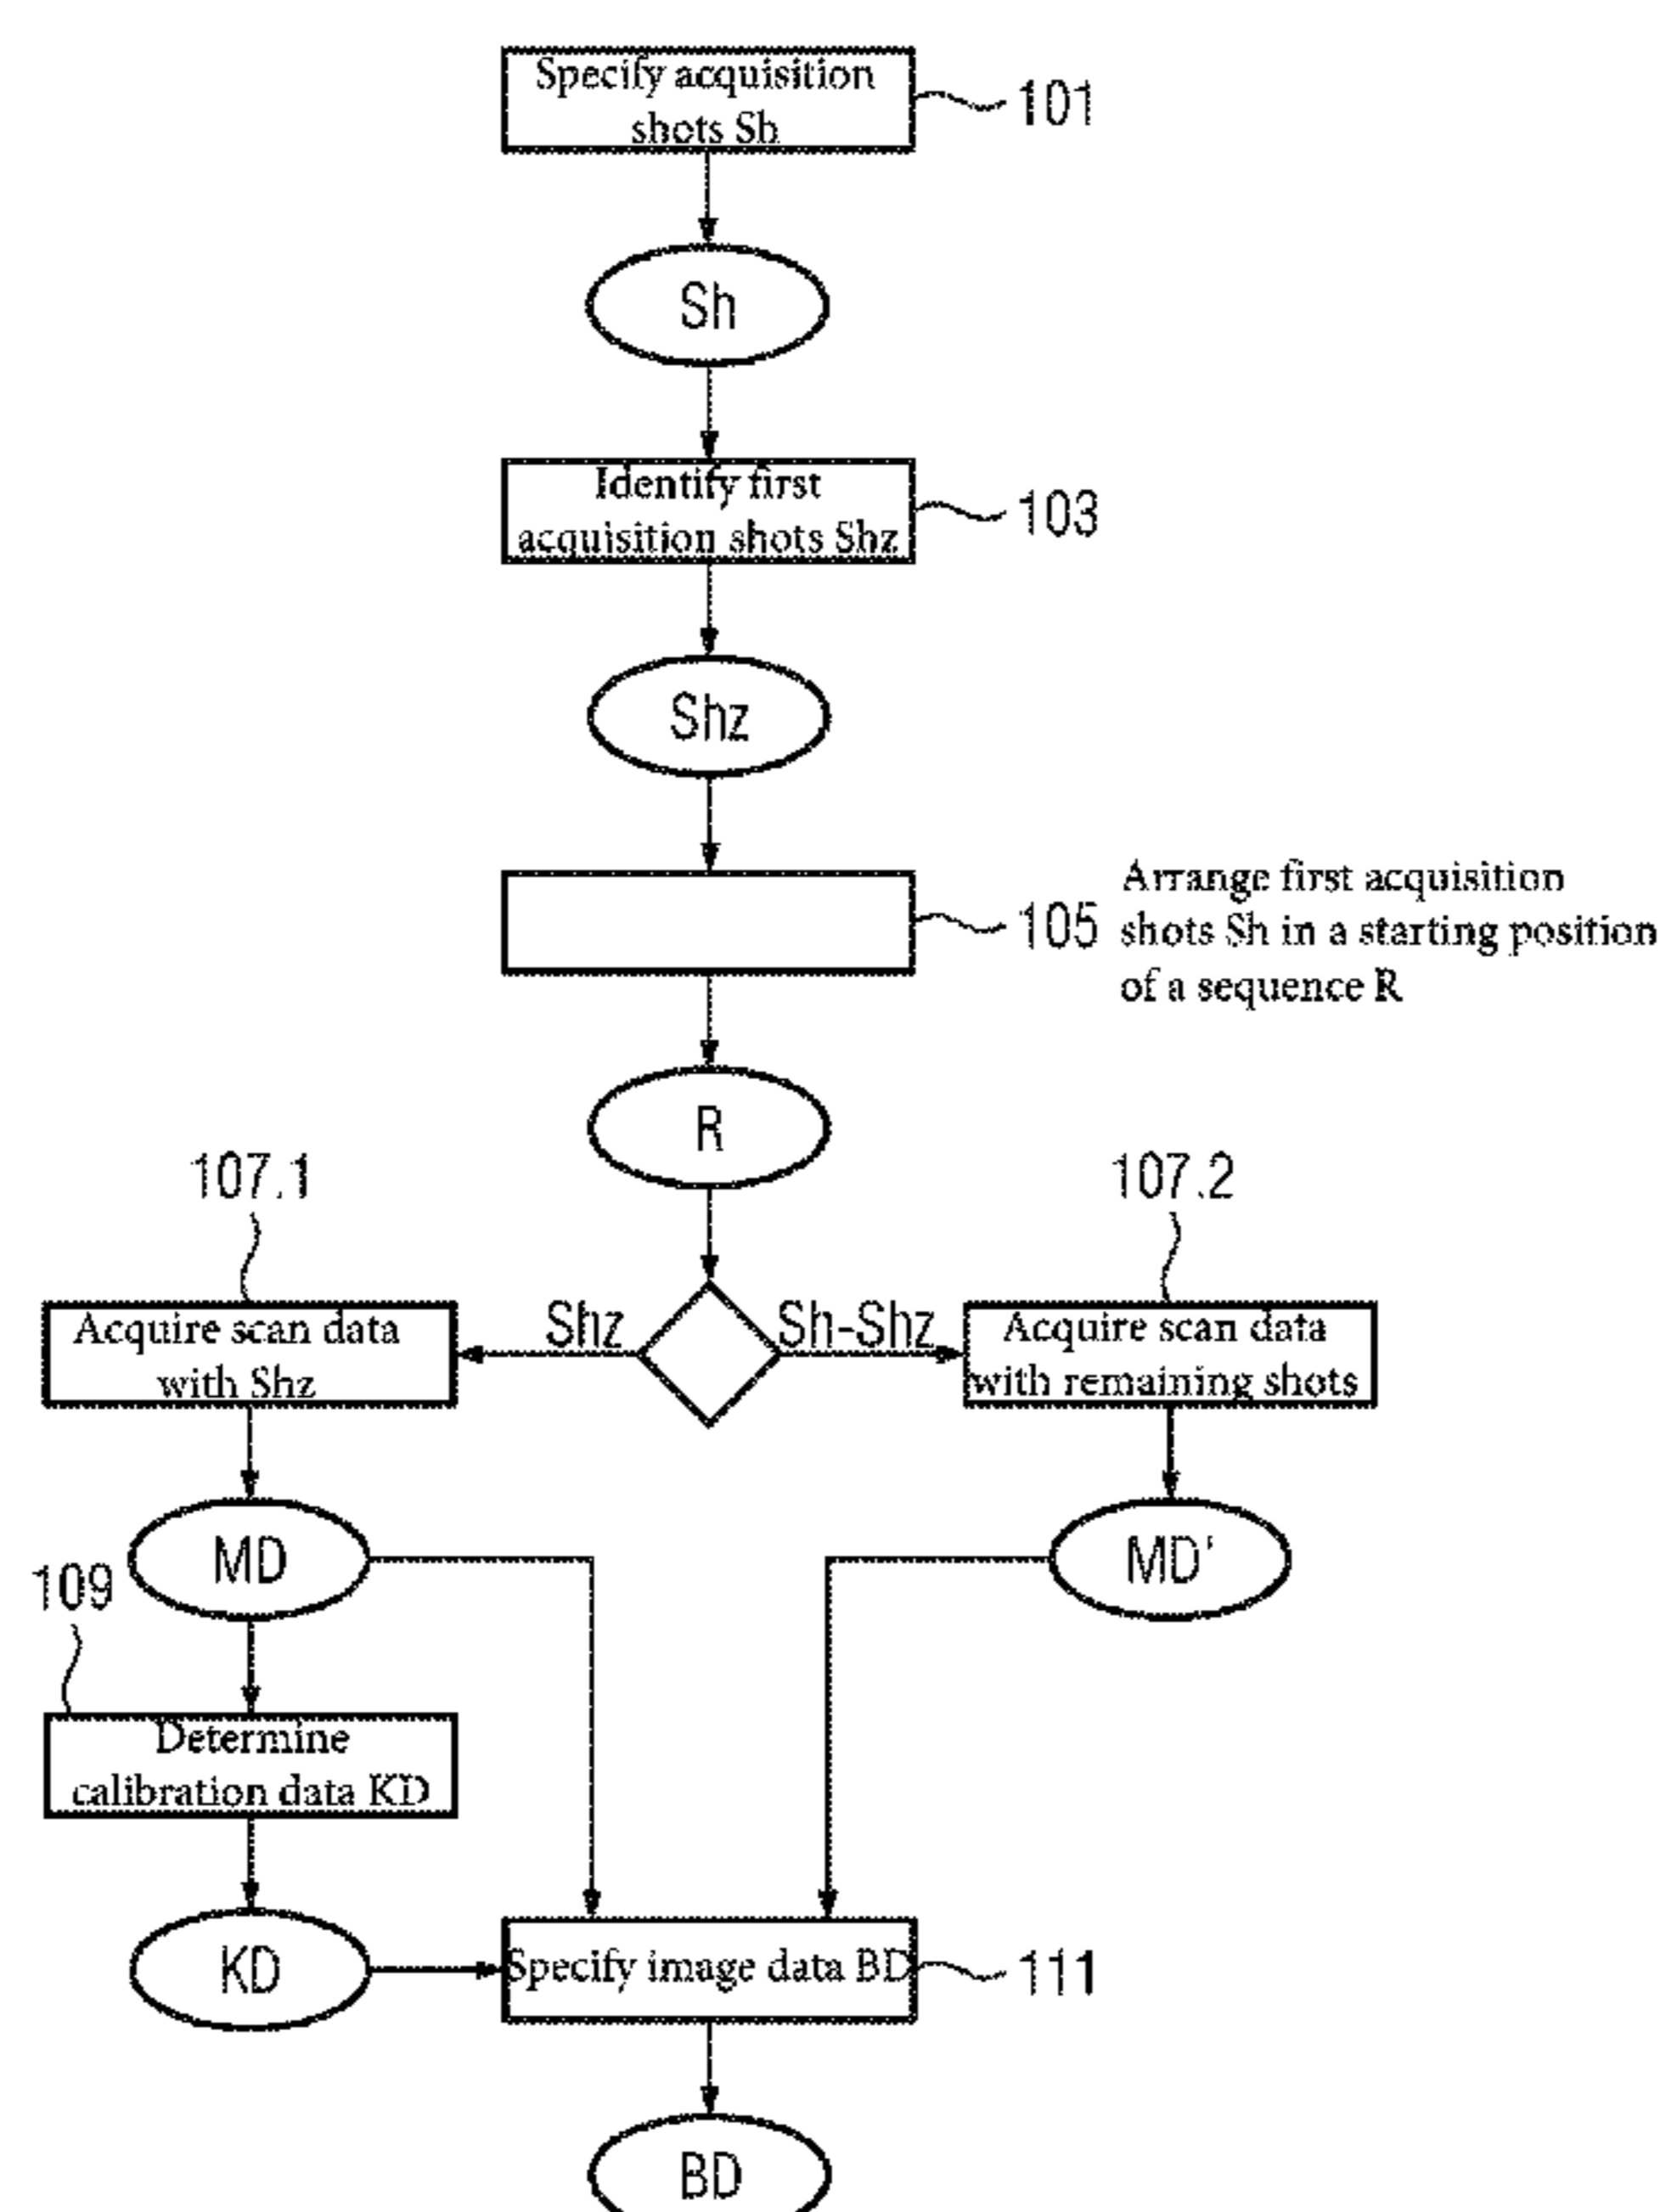 Specify acquisition
shots Sh
101
Sh
Identify first
acquisition shots Shz
103
Shz
105
Arrange first acquisition
shots Sh in a starting position
of a sequence R
R
107.1
107.2
Acquire scan data
with Shz
Shz
Sh-Shz
Acquire scan data
with remaining shots
MD
MD'
109
Determine
calibration data KD
KD
Specify image data BD
111
BD